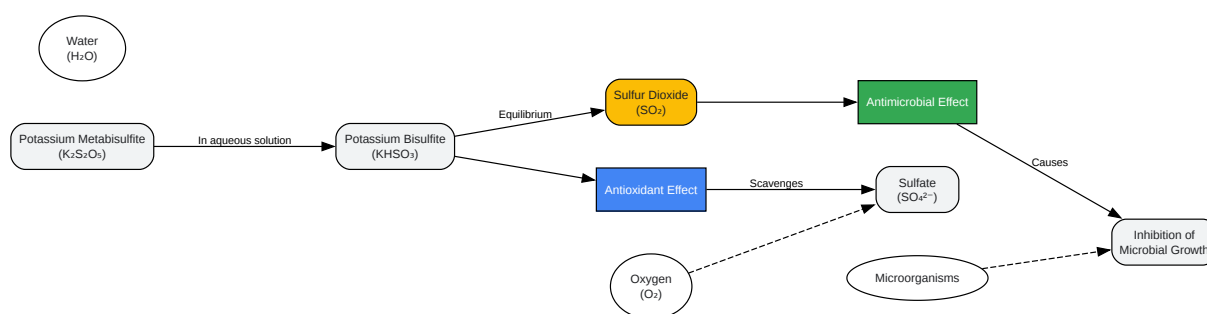 Water
(H₂O)
Potassium Metabisulfite
(K₂S₂O₅)
In aqueous solution
Potassium Bisulfite
(KHSO₃)
Equilibrium
Sulfur Dioxide
(SO₂)
Antimicrobial Effect
Antioxidant Effect
Scavenges
Sulfate
(SO₄²⁻)
Causes
Oxygen
(O₂)
Microorganisms
Inhibition of
Microbial Growth